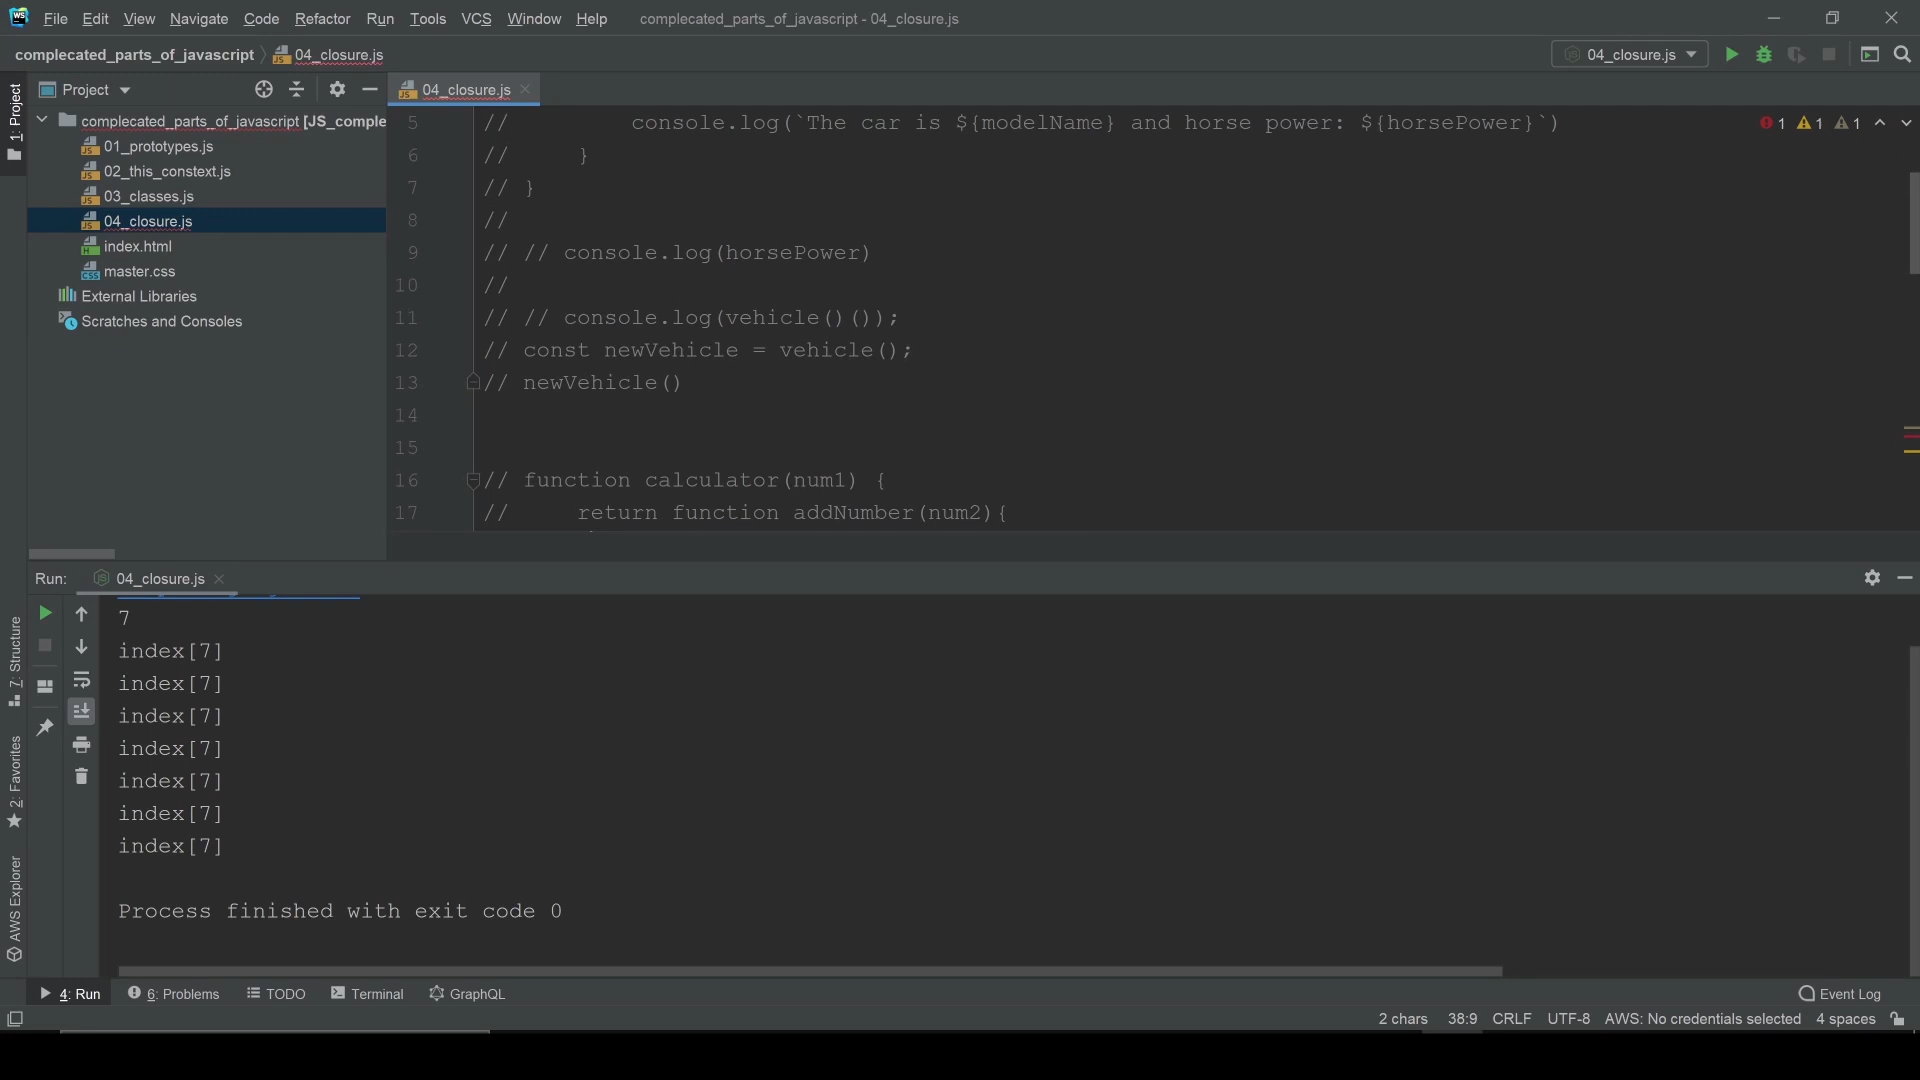 WS File Edit View Navigate Code Refactor Run Tools VCS Window Help complecated_parts_of_javascript - 04_closure.js
complecated_parts_of_javascript 04_closure.js 04_closure.js
1: Project
Project
04_closure.js
complecated_parts_of_javascript [JS_comple
01_prototypes.js
02_this_constext.js
03_classes.js
04_closure.js
index.html
master.css
External Libraries
Scratches and Consoles
5 // console.log(`The car is ${modelName} and horse power: ${horsePower}`)
1 1 1
6 // }
7 // }
8 //
9 // // console.log(horsePower)
10 //
11 // // console.log(vehicle()());
12 // const newVehicle = vehicle();
13 // newVehicle()
14
15
16 // function calculator(num1) {
17 // return function addNumber(num2){
Run: 04_closure.js
7
index[7]
index[7]
index[7]
index[7]
index[7]
index[7]
index[7]
Process finished with exit code 0
7: Structure
2: Favorites
AWS Explorer
4: Run 6: Problems TODO Terminal GraphQL Event Log
2 chars 38:9 CRLF UTF-8 AWS: No credentials selected 4 spaces